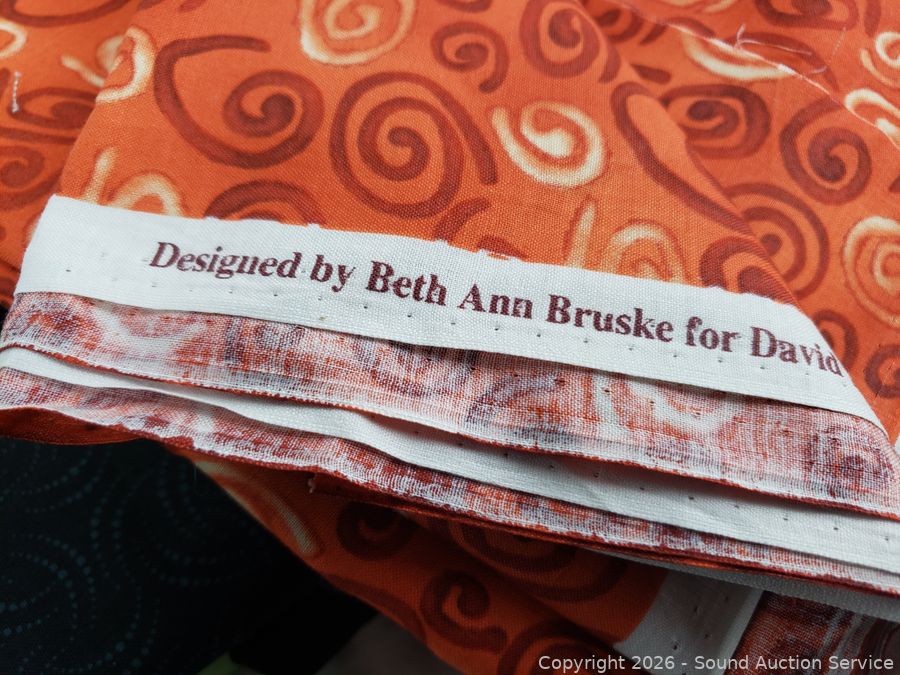 Designed by Beth Ann Bruske for David
Copyright 2026 - Sound Auction Service